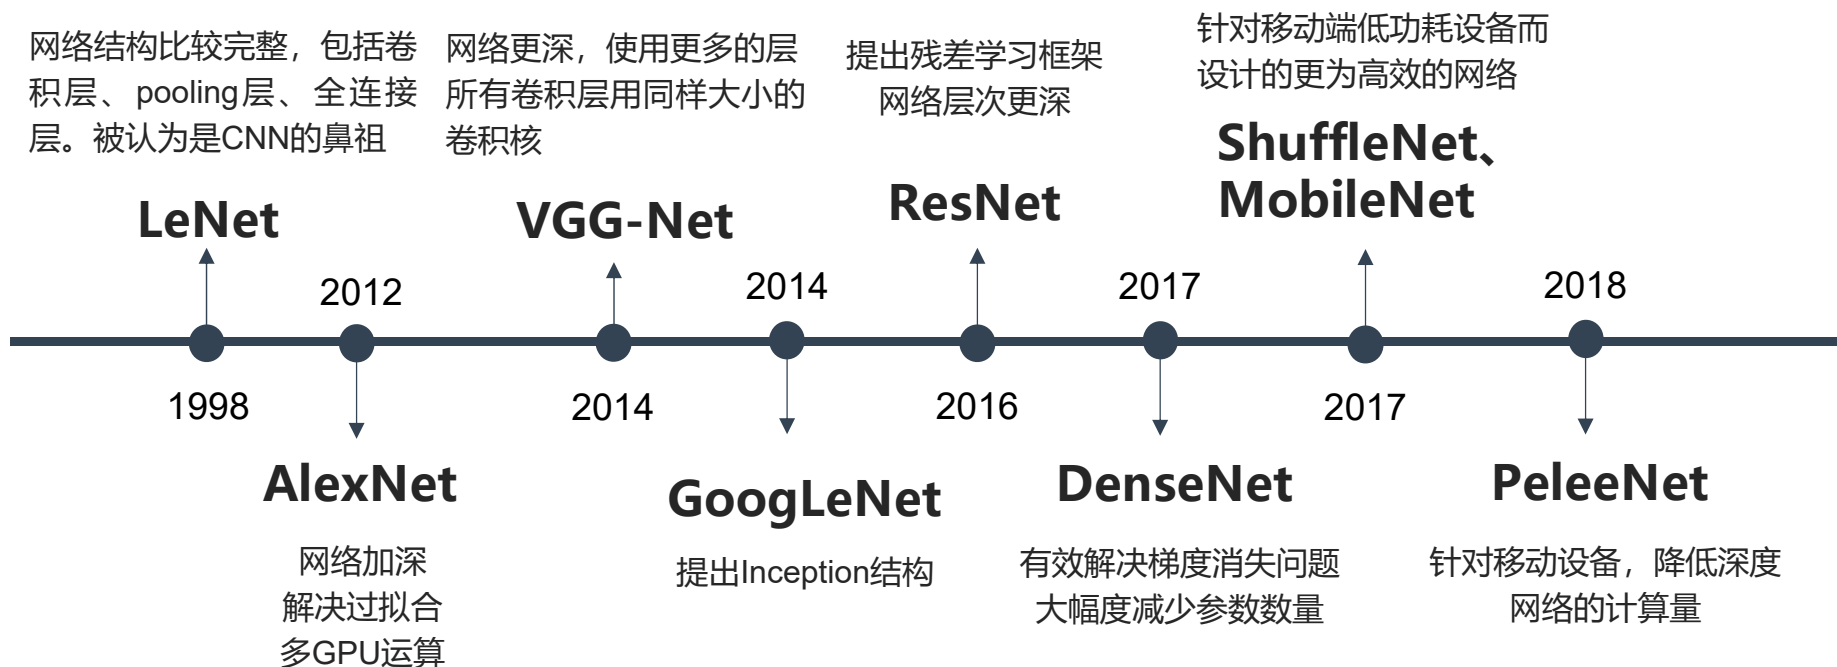 网络结构比较完整，包括卷
积层、pooling层、全连接
层。被认为是CNN的鼻祖
LeNet
1998
2012
AlexNet
网络加深
解决过拟合
多GPU运算
网络更深，使用更多的层
所有卷积层用同样大小的
卷积核
VGG-Net
2014
2014
GoogLeNet
提出Inception结构
提出残差学习框架
网络层次更深
ResNet
2016
2017
DenseNet
有效解决梯度消失问题
大幅度减少参数数量
针对移动端低功耗设备而
设计的更为高效的网络
ShuffleNet、
MobileNet
2017
2018
PeleeNet
针对移动设备，降低深度
网络的计算量